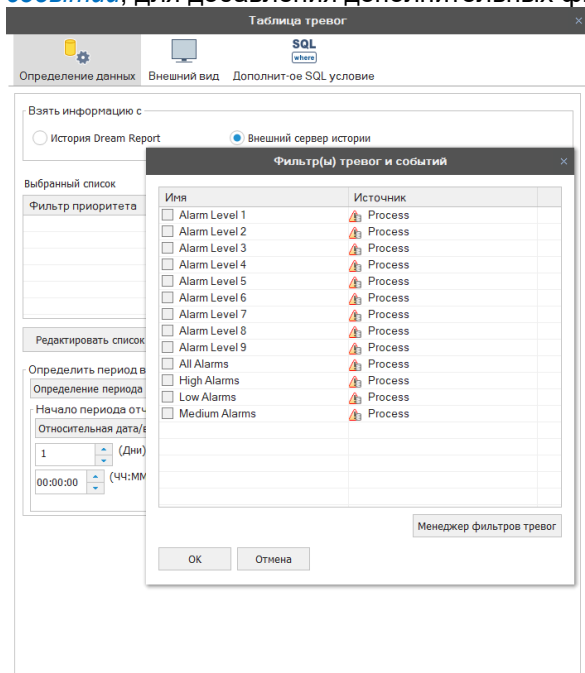 событий, для добавления дополнительных ф
Таблица тревог
SQL
where
Определение данных Внешний вид Дополнит-ое SQL условие
Взять информацию с
История Dream Report Внешний сервер истории
Фильтр(ы) тревог и событий
Выбранный список
Фильтр приоритета
Имя Источник
Alarm Level 1 Process
Alarm Level 2 Process
Alarm Level 3 Process
Alarm Level 4 Process
Alarm Level 5 Process
Alarm Level 6 Process
Alarm Level 7 Process
Alarm Level 8 Process
Alarm Level 9 Process
All Alarms Process
High Alarms Process
Low Alarms Process
Medium Alarms Process
Редактировать список
Определить период в
Определение периода
Начало периода отч
Относительная дата/в
1 (Дни)
00:00:00 (ЧЧ:ММ
Менеджер фильтров тревог
ОК Отмена